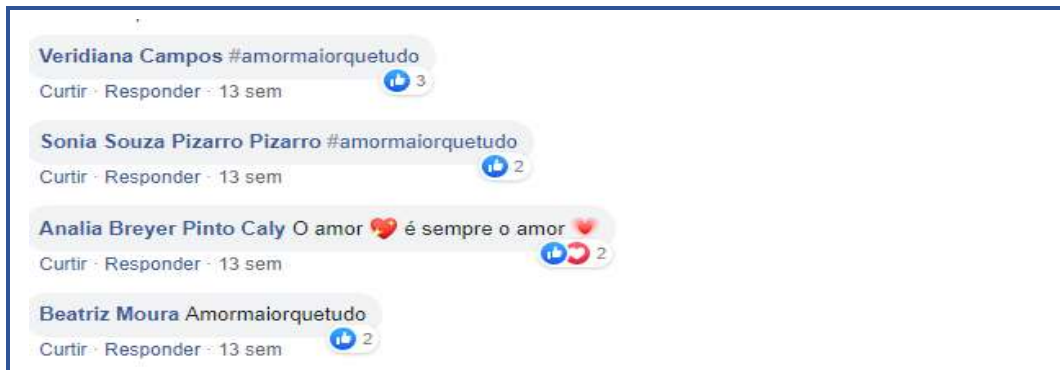 Veridiana Campos #amormaiorquetudo
3
Curtir · Responder · 13 sem
Sonia Souza Pizarro Pizarro #amormaiorquetudo
2
Curtir · Responder · 13 sem
Analia Breyer Pinto Caly O amor 💖 é sempre o amor 💗
2
Curtir · Responder · 13 sem
Beatriz Moura Amormaiorquetudo
2
Curtir · Responder · 13 sem